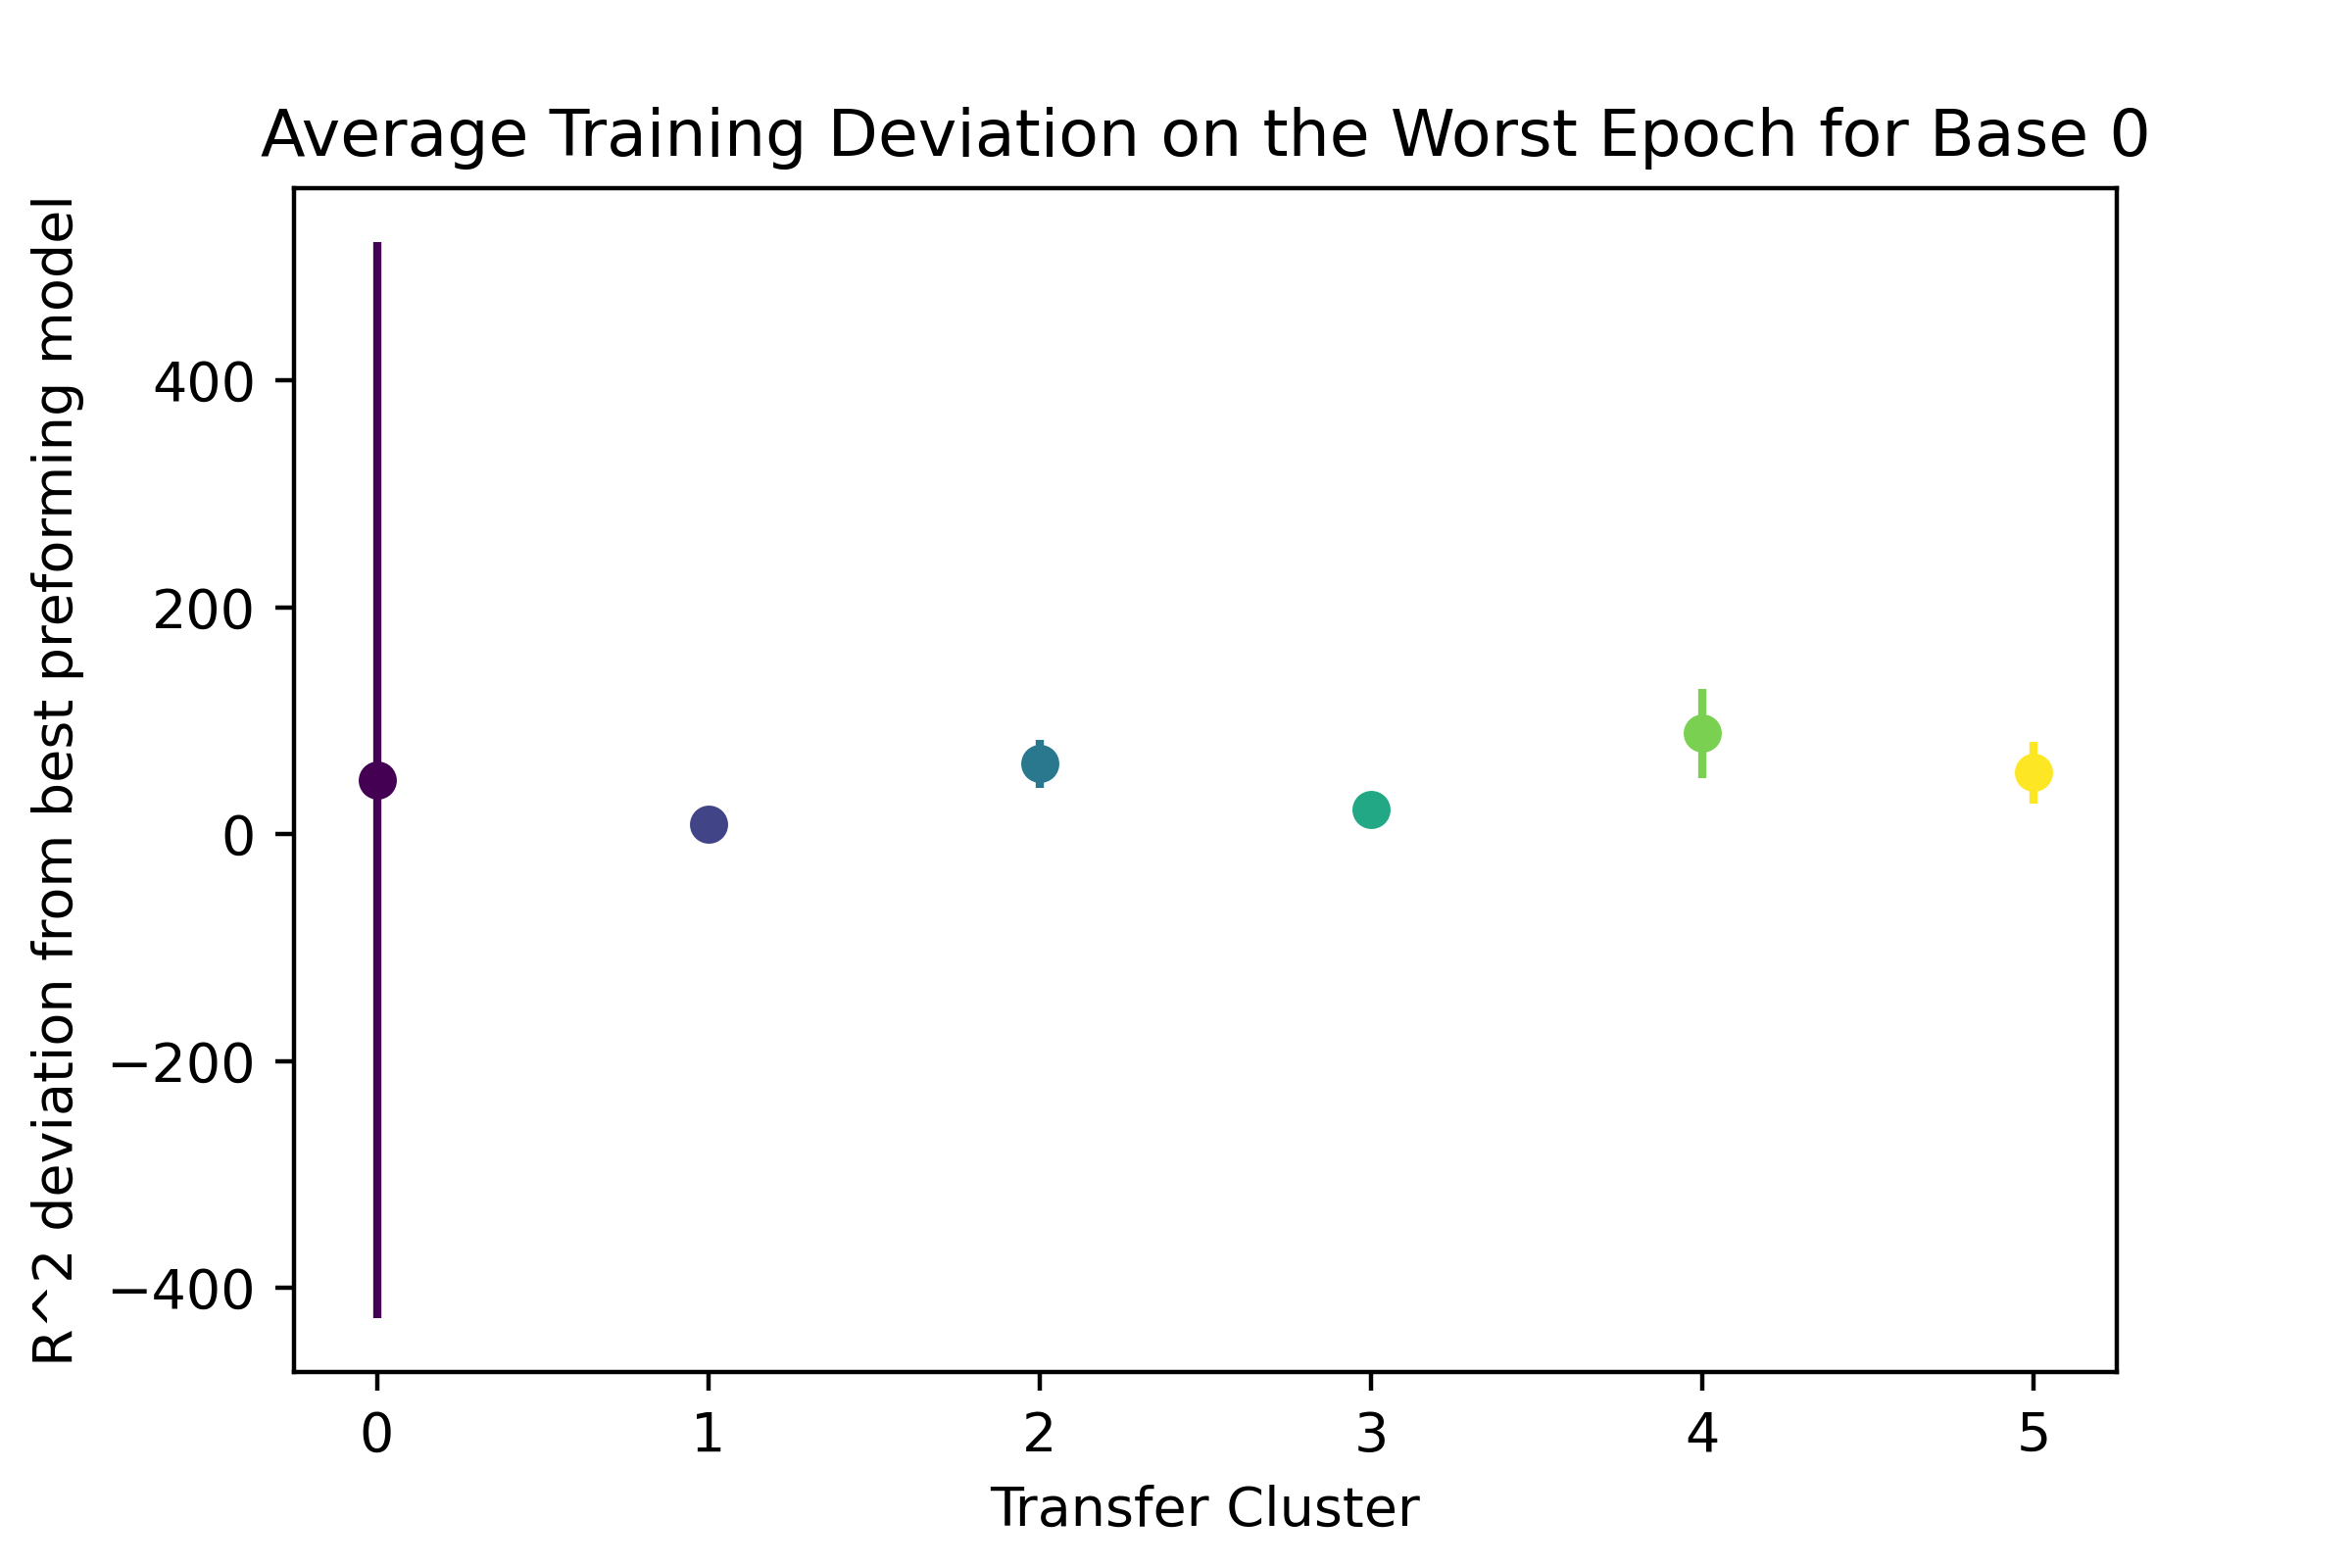 Average Training Deviation on the Worst Epoch for Base 0
R^2 deviation from best preforming model
400
200
0
−200
−400
0 1 2 3 4 5
Transfer Cluster